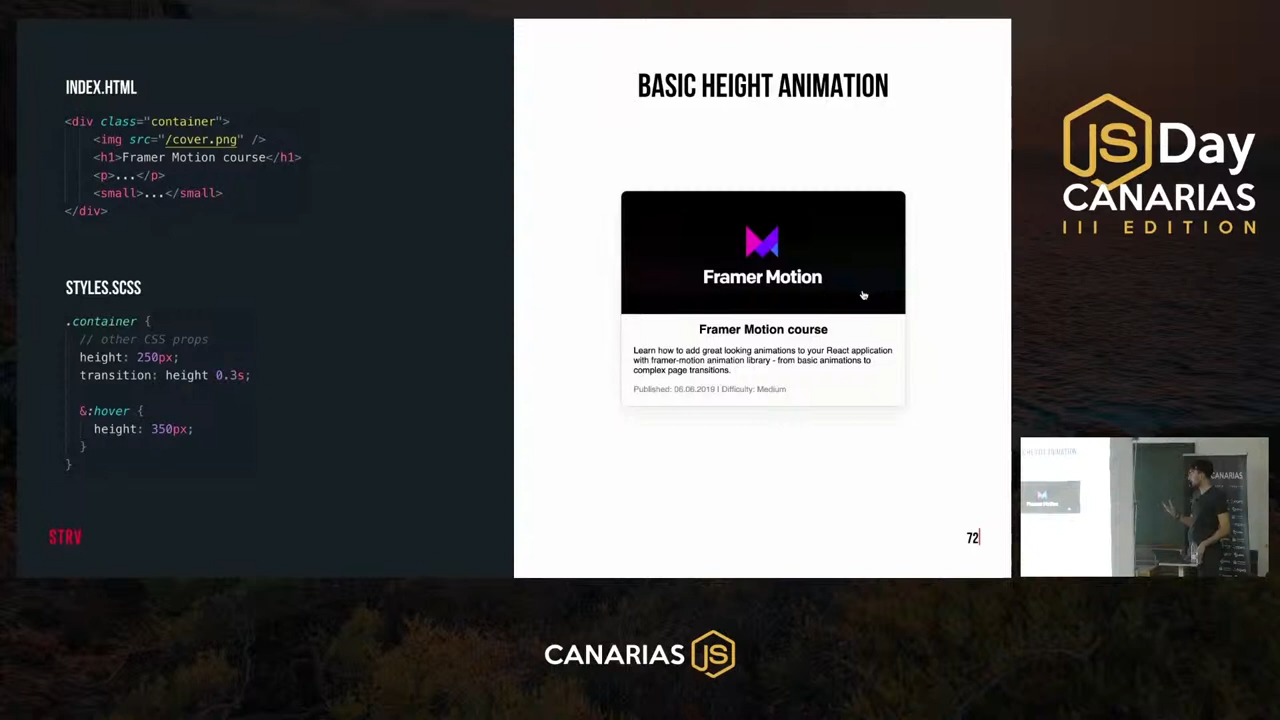 INDEX.HTML
<div class="container">
<img src="/cover.png" />
<h1>Framer Motion course</h1>
<p>...</p>
<small>...</small>
</div>
STYLES.SCSS
.container {
// other CSS props
height: 250px;
transition: height 0.3s;
&:hover {
height: 350px;
}
}
STRV
BASIC HEIGHT ANIMATION
Framer Motion
Framer Motion course
Learn how to add great looking animations to your React application
with framer-motion animation library - from basic animations to
complex page transitions.
Published: 06.06.2019 | Difficulty: Medium
72
JS Day
CANARIAS
III EDITION
CANARIAS
Framer Motion
CANARIAS JS